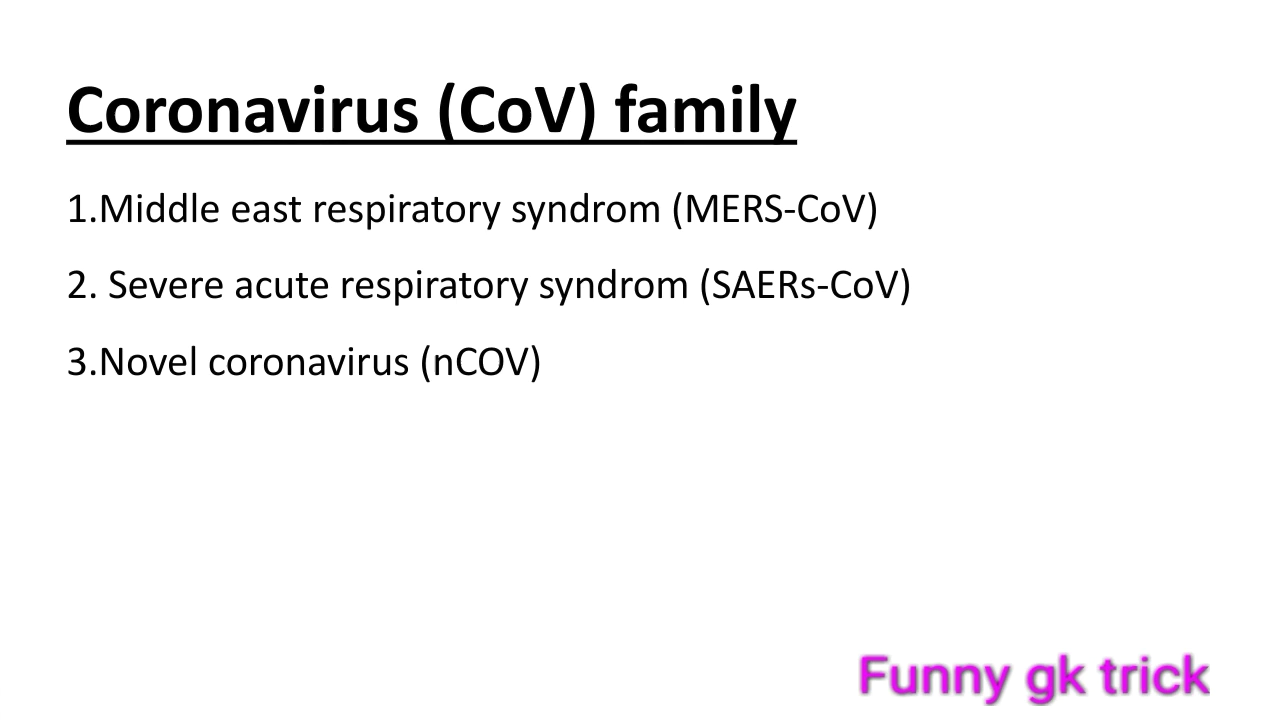 Coronavirus (CoV) family
1.Middle east respiratory syndrom (MERS-CoV)
2. Severe acute respiratory syndrom (SAERs-CoV)
3.Novel coronavirus (nCOV)
Funny gk trick